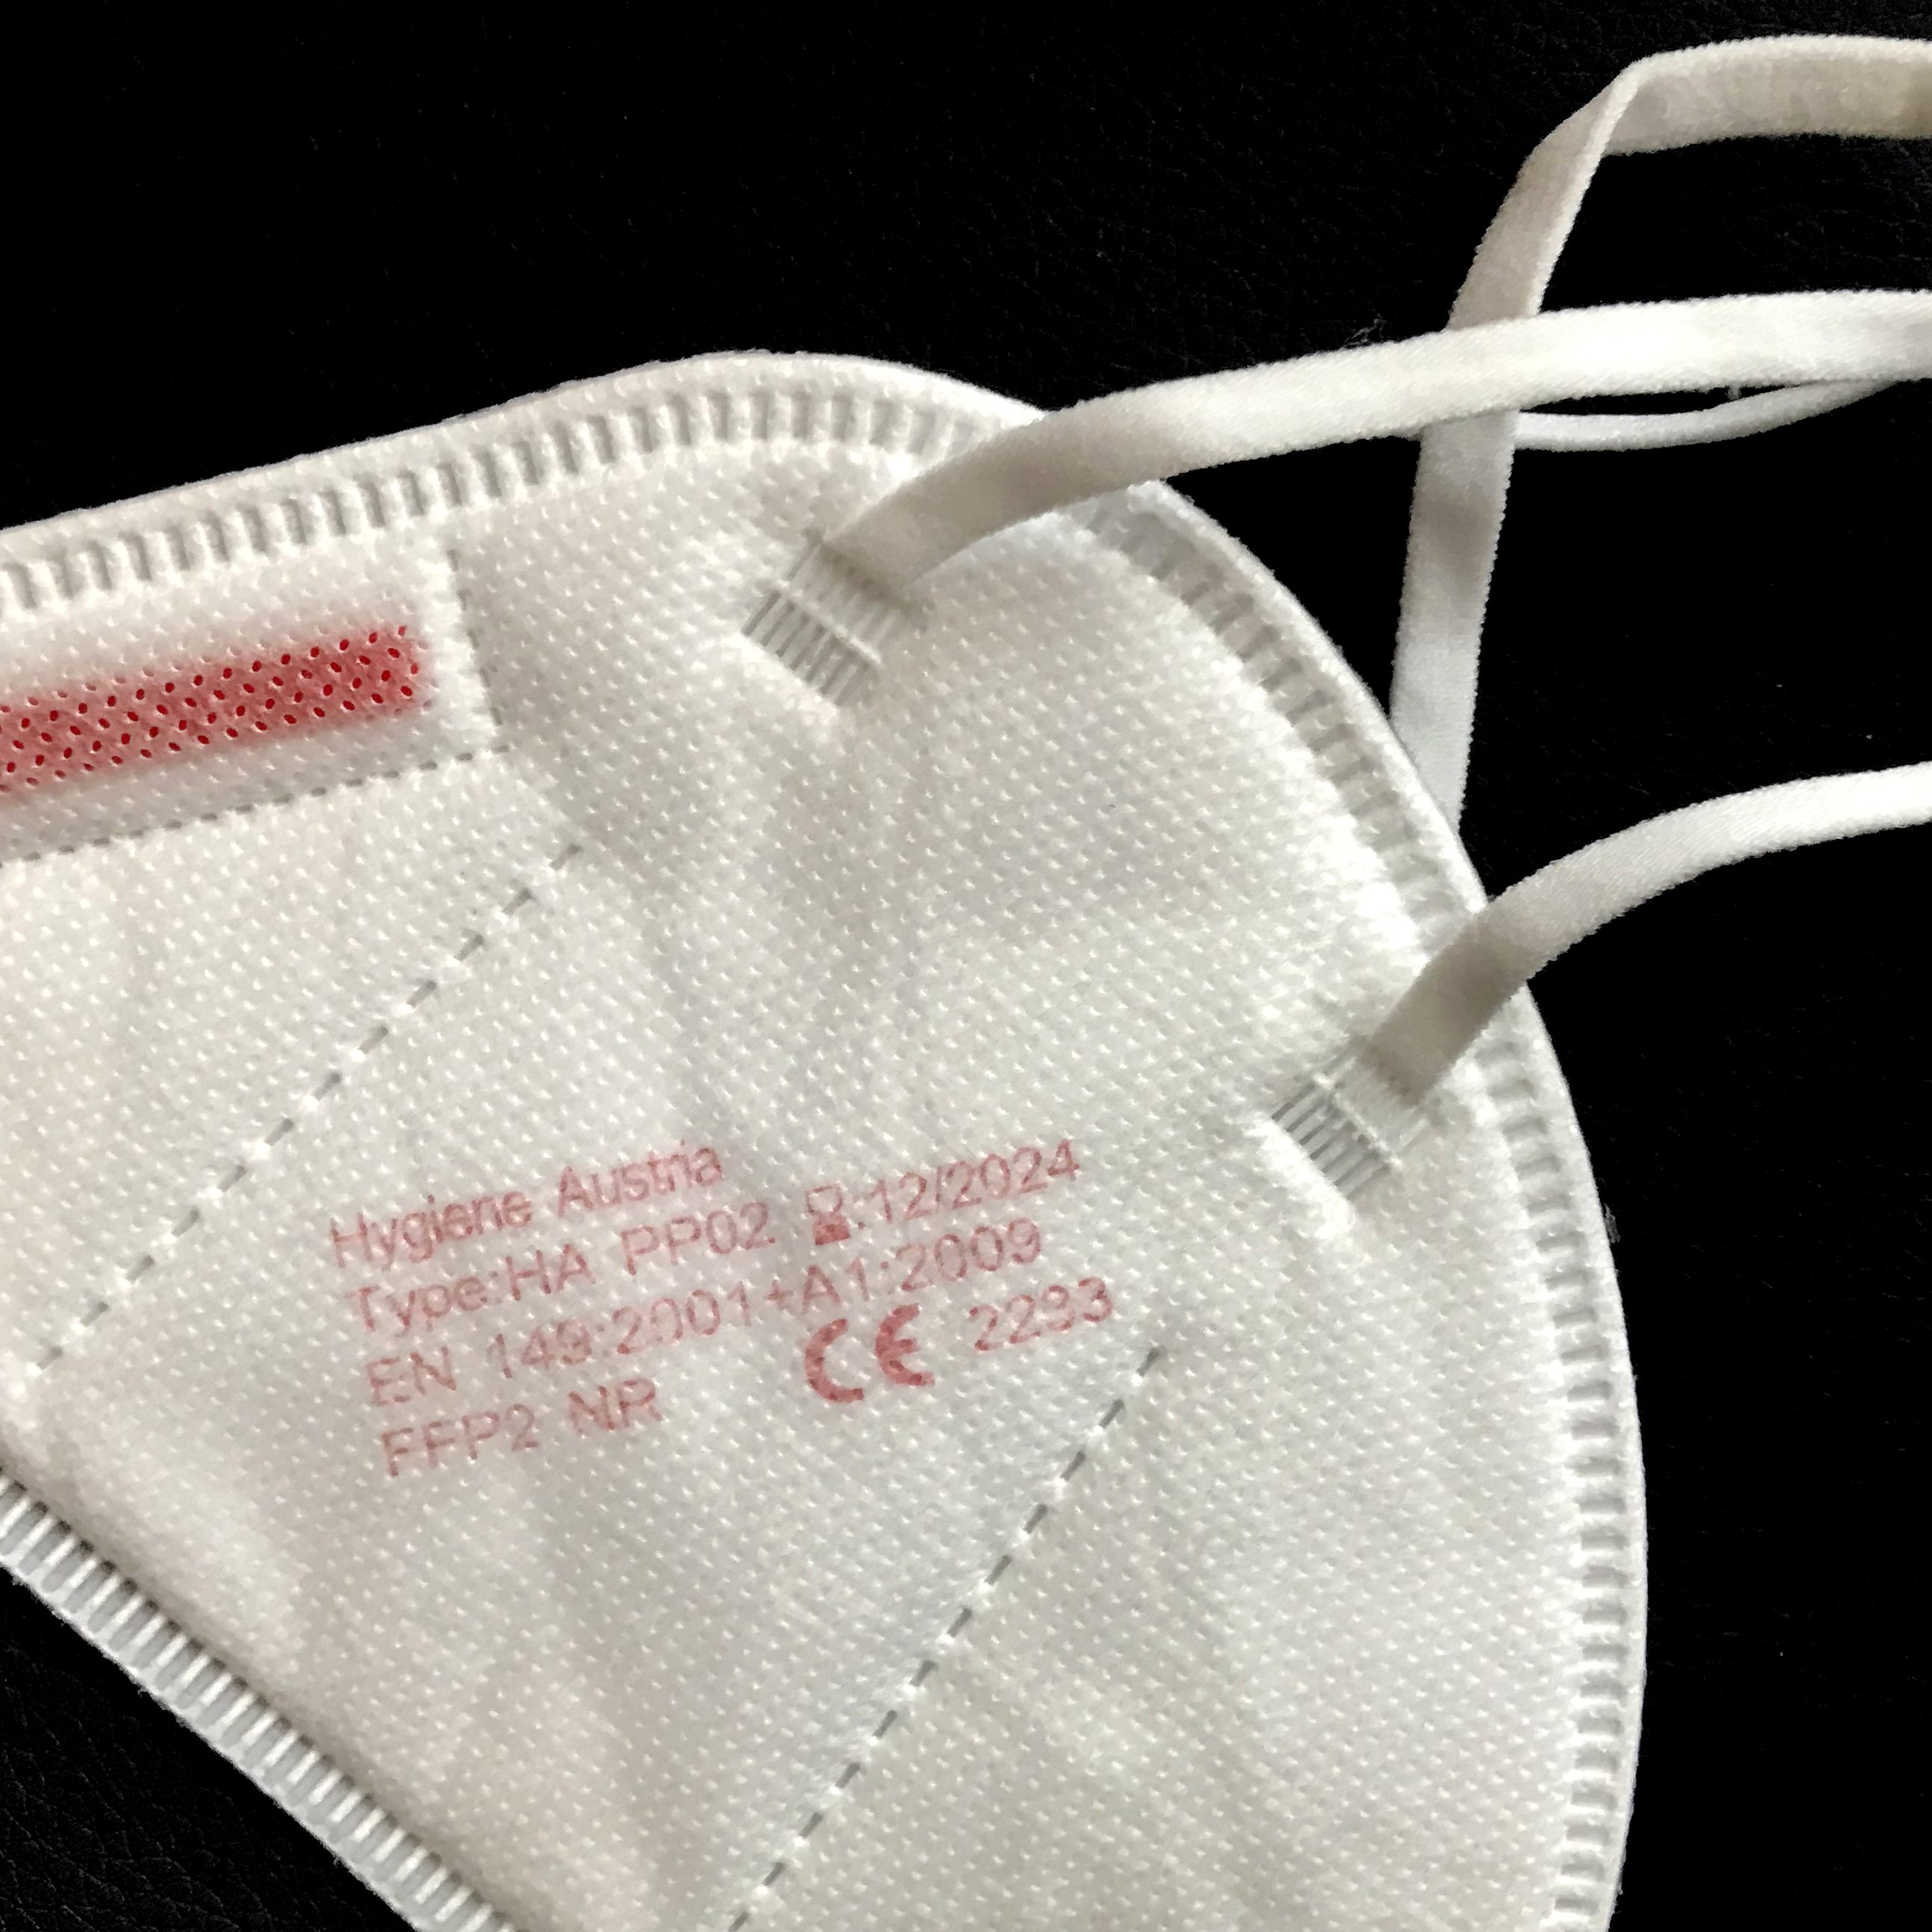 Hygiene Austria
Type:HA PP02 ⌛:12/2024
EN 149:2001+A1:2009
FFP2 NR CE 2233